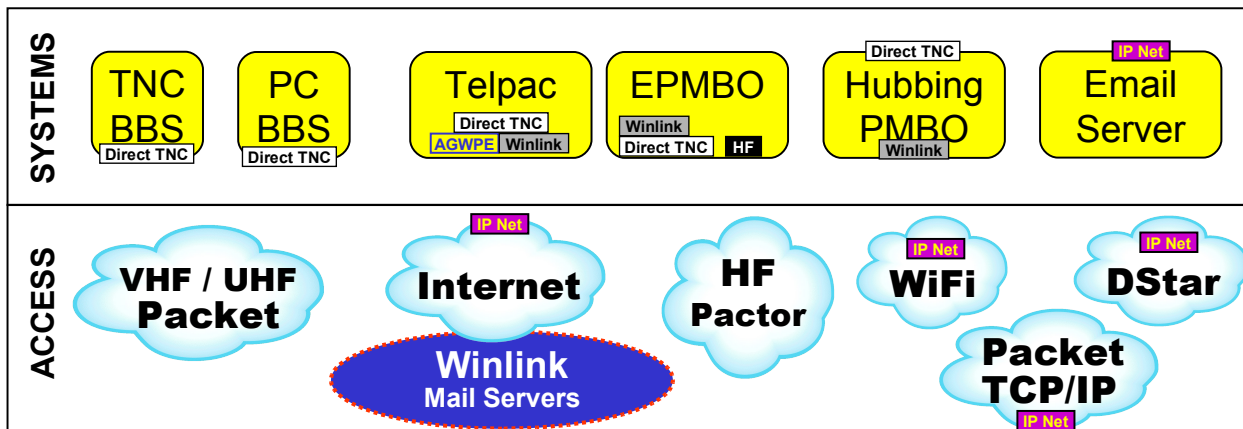 SYSTEMS
TNC
BBS
Direct TNC
PC
BBS
Direct TNC
Telpac
Direct TNC
AGWPE Winlink
EPMBO
Winlink
Direct TNC HF
Direct TNC
Hubbing
PMBO
Winlink
IP Net
Email
Server
ACCESS
VHF / UHF
Packet
IP Net
Internet
Winlink
Mail Servers
HF
Pactor
IP Net
WiFi
IP Net
DStar
Packet
TCP/IP
IP Net